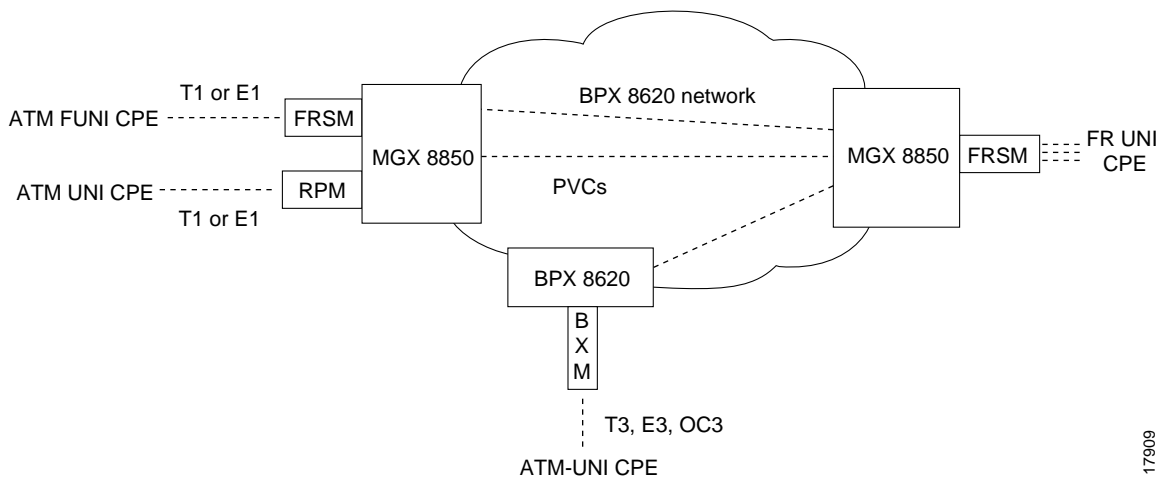 T1 or E1
ATM FUNI CPE
FRSM
BPX 8620 network
MGX 8850
MGX 8850
FRSM
FR UNI
CPE
ATM UNI CPE
RPM
PVCs
T1 or E1
BPX 8620
B
X
M
T3, E3, OC3
ATM-UNI CPE
17909